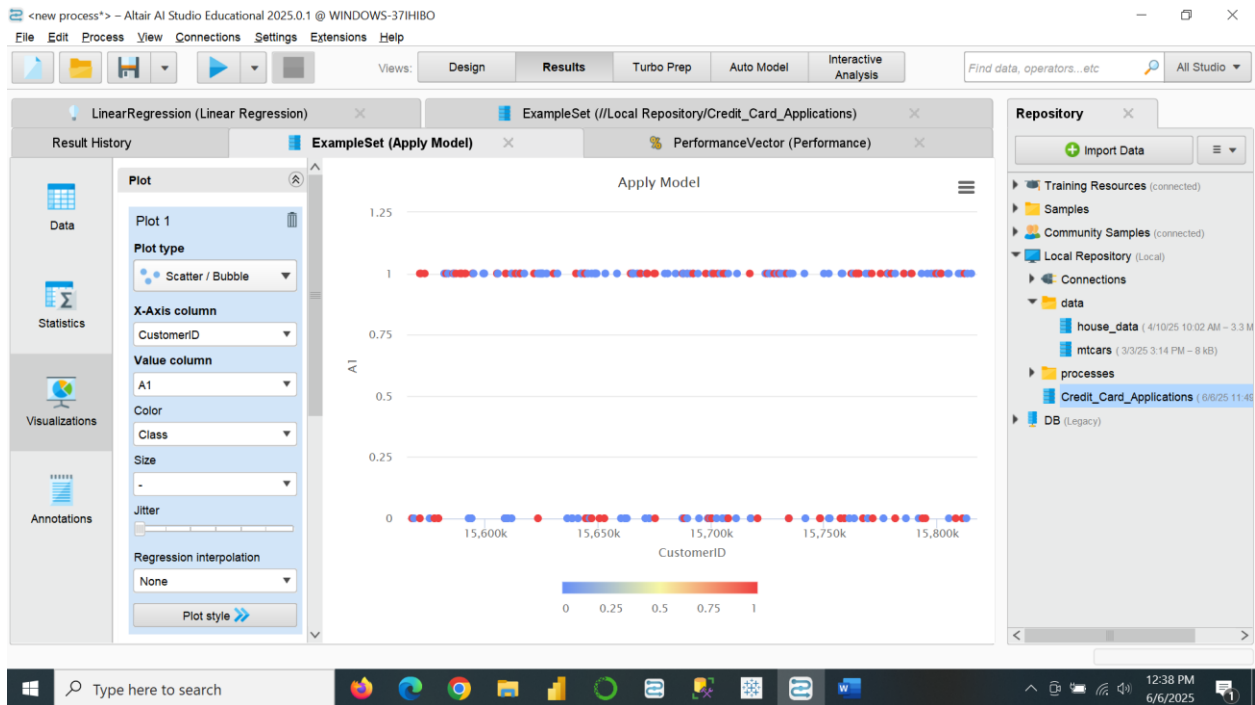 <new process*> – Altair AI Studio Educational 2025.0.1 @ WINDOWS-37IHIBO
File Edit Process View Connections Settings Extensions Help
Views: Design Results Turbo Prep Auto Model Interactive Analysis Find data, operators...etc All Studio
LinearRegression (Linear Regression) ExampleSet (//Local Repository/Credit_Card_Applications)
Result History ExampleSet (Apply Model) PerformanceVector (Performance)
Data
Statistics
Visualizations
Annotations
Plot
Plot 1
Plot type
Scatter / Bubble
X-Axis column
CustomerID
Value column
A1
Color
Class
Size
-
Jitter
Regression interpolation
None
Plot style
Apply Model
1.25
1
0.75
0.5
0.25
0
A1
15,600k 15,650k 15,700k 15,750k 15,800k
CustomerID
0 0.25 0.5 0.75 1
Repository
Import Data
Training Resources (connected)
Samples
Community Samples (connected)
Local Repository (Local)
Connections
data
house_data ( 4/10/25 10:02 AM – 3.3 M
mtcars ( 3/3/25 3:14 PM – 8 kB)
processes
Credit_Card_Applications ( 6/6/25 11:49
DB (Legacy)
Type here to search
12:38 PM
6/6/2025
1